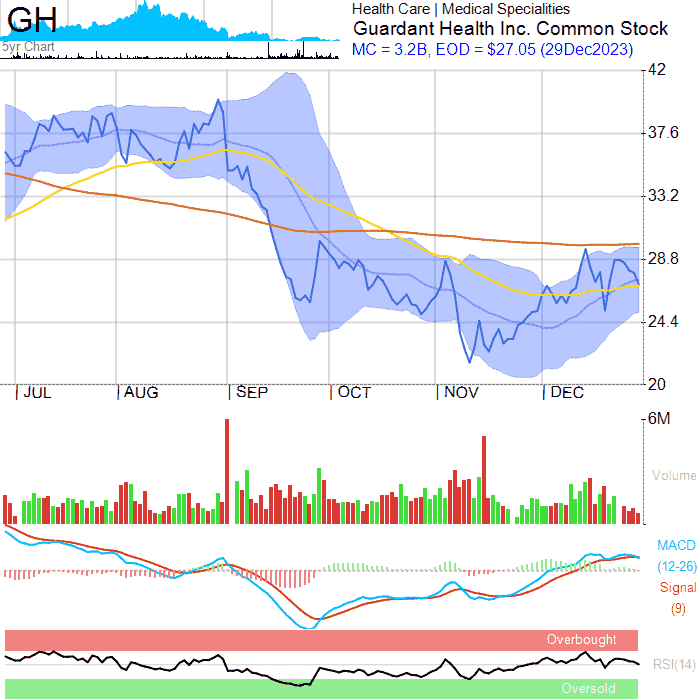 GH
5yr Chart
Health Care | Medical Specialities
Guardant Health Inc. Common Stock
MC = 3.2B, EOD = $27.05 (29Dec2023)
42
37.6
33.2
28.8
24.4
20
JUL AUG SEP OCT NOV DEC
6M
Volume
MACD
(12-26)
Signal
(9)
Overbought
RSI(14)
Oversold